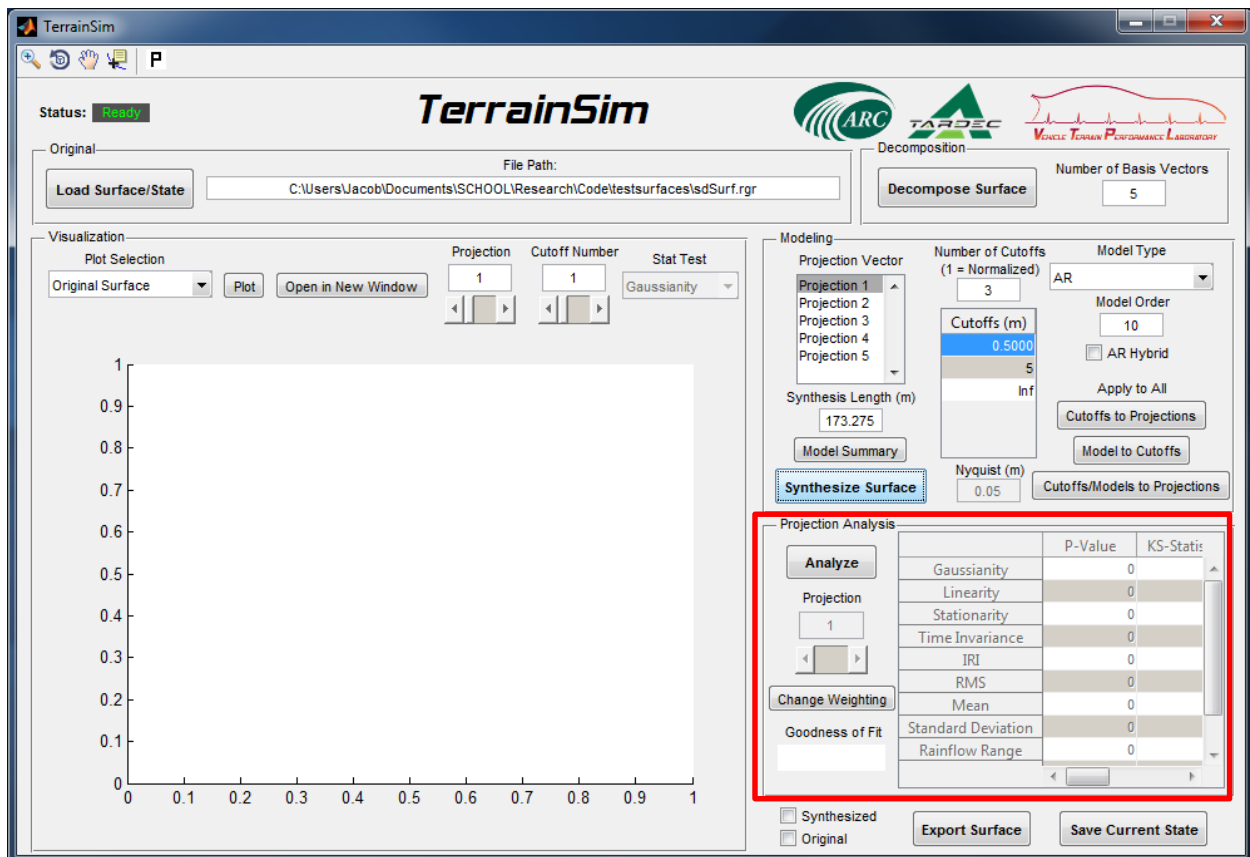 TerrainSim
P
Status: Ready
TerrainSim
ARC
TARDEC
VEHICLE TERRAIN PERFORMANCE LABORATORY
Original
File Path:
Load Surface/State
C:\Users\Jacob\Documents\SCHOOL\Research\Code\testsurfaces\sdSurf.rgr
Decomposition
Decompose Surface
Number of Basis Vectors
5
Visualization
Plot Selection
Original Surface
Plot
Open in New Window
Projection
1
Cutoff Number
1
Stat Test
Gaussianity
1
0.9
0.8
0.7
0.6
0.5
0.4
0.3
0.2
0.1
0
0 0.1 0.2 0.3 0.4 0.5 0.6 0.7 0.8 0.9 1
Modeling
Projection Vector
Projection 1
Projection 2
Projection 3
Projection 4
Projection 5
Synthesis Length (m)
173.275
Model Summary
Synthesize Surface
Number of Cutoffs
(1 = Normalized)
3
Cutoffs (m)
0.5000
5
Inf
Nyquist (m)
0.05
Model Type
AR
Model Order
10
AR Hybrid
Apply to All
Cutoffs to Projections
Model to Cutoffs
Cutoffs/Models to Projections
Projection Analysis
Analyze
Projection
1
Change Weighting
Goodness of Fit
P-Value KS-Statis
Gaussianity 0
Linearity 0
Stationarity 0
Time Invariance 0
IRI 0
RMS 0
Mean 0
Standard Deviation 0
Rainflow Range 0
Synthesized
Original
Export Surface
Save Current State